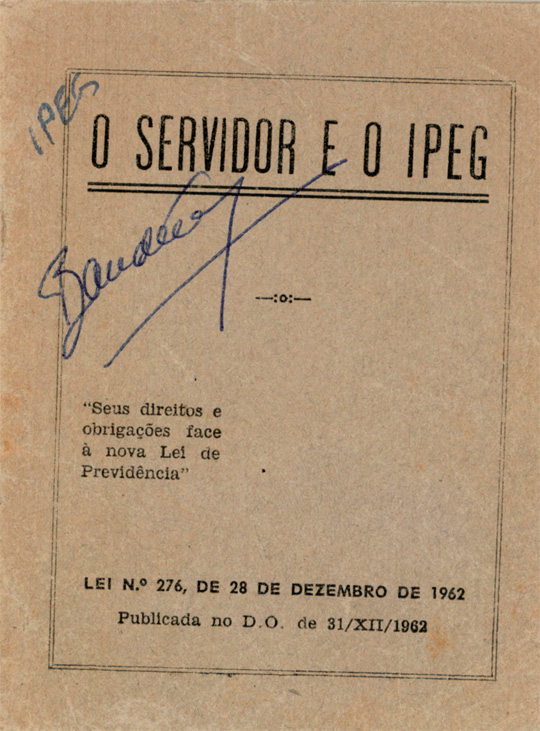 IPEG
O SERVIDOR E O IPEG
—:o:—
"Seus direitos e
obrigações face
à nova Lei de
Previdência"
LEI N.º 276, DE 28 DE DEZEMBRO DE 1962
Publicada no D.O. de 31/XII/1962